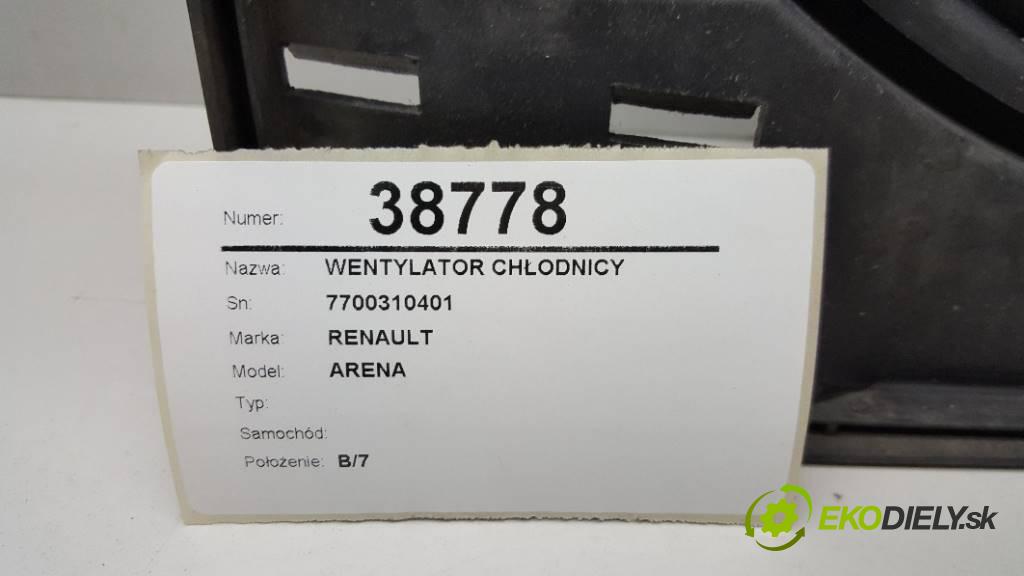 Numer: 38778
Nazwa: WENTYLATOR CHŁODNICY
Sn: 7700310401
Marka: RENAULT
Model: ARENA
Typ:
Samochód:
Położenie: B/7
EKODIELY.sk